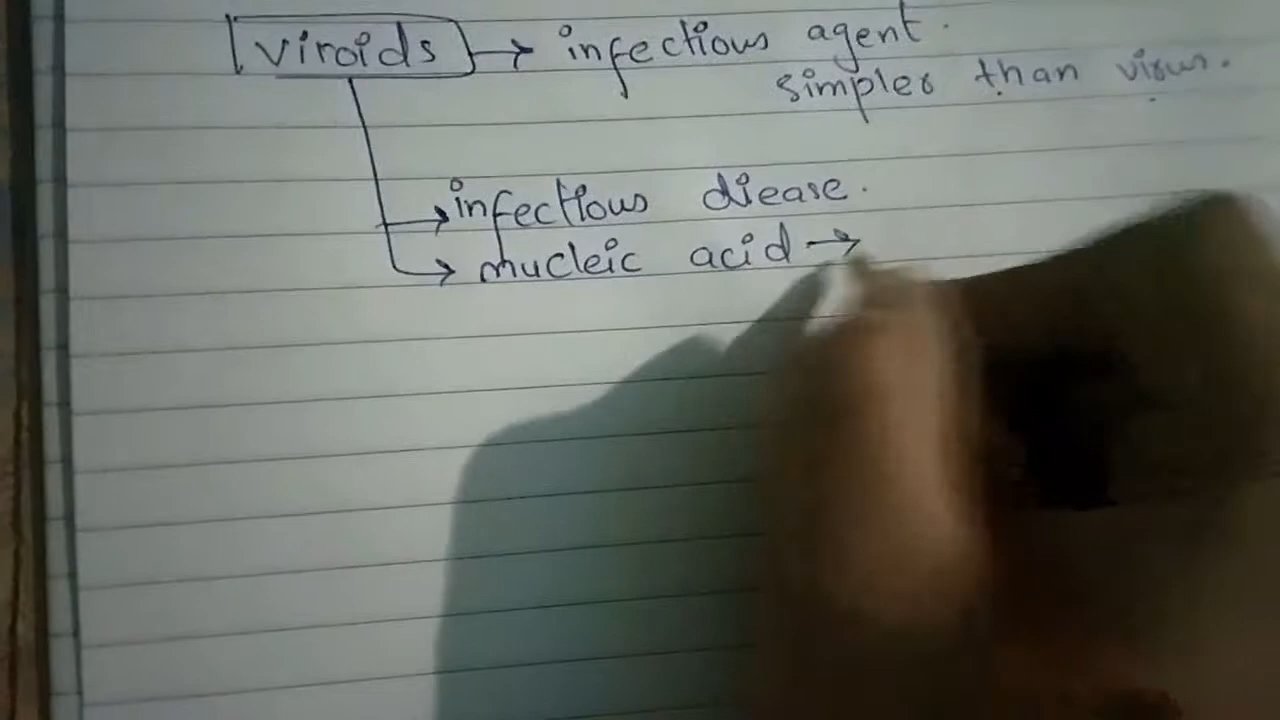 viroids → infectious agent.
simpler than virus.
→ infectious diease.
→ nucleic acid →